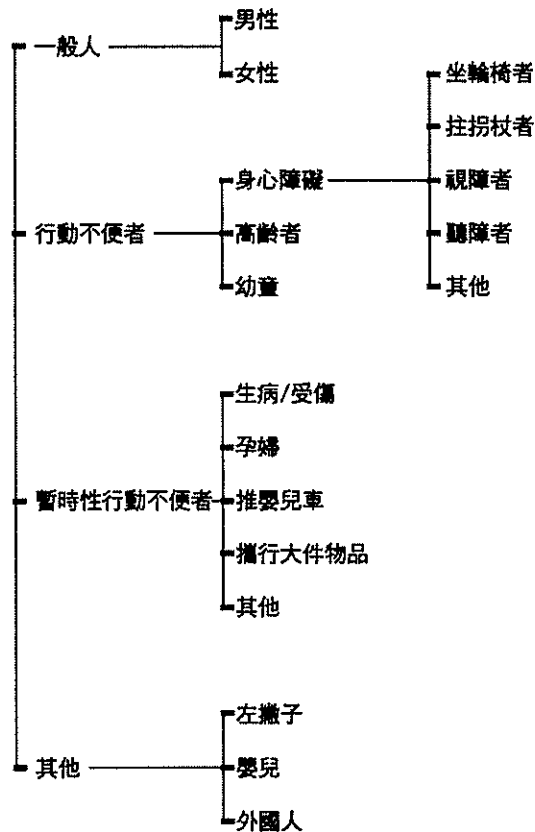 一般人
男性
女性
行動不便者
身心障礙
坐輪椅者
拄拐杖者
視障者
聽障者
其他
高齡者
幼童
暫時性行動不便者
生病/受傷
孕婦
推嬰兒車
攜行大件物品
其他
其他
左撇子
嬰兒
外國人